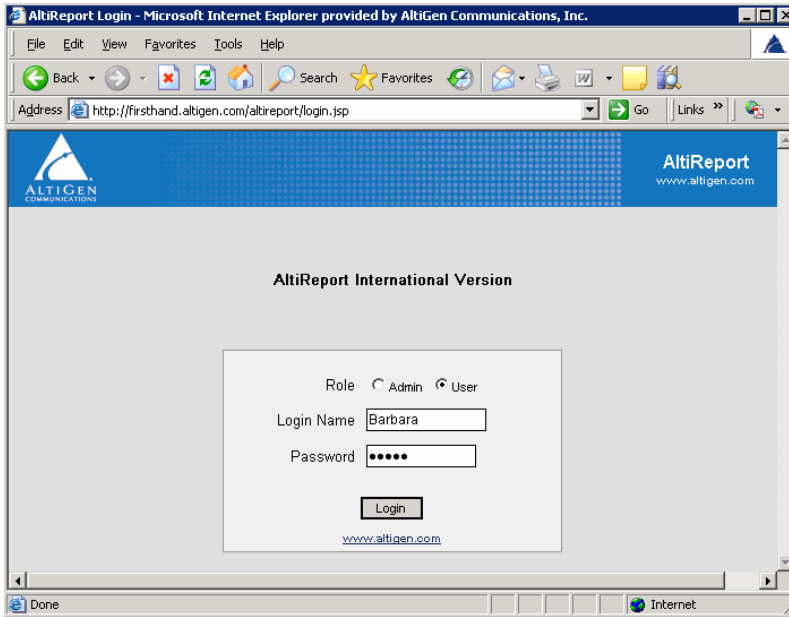 AltiReport Login - Microsoft Internet Explorer provided by AltiGen Communications, Inc.
File Edit View Favorites Tools Help
Back Search Favorites W
Address http://firsthand.altigen.com/altireport/login.jsp Go Links »
ALTIGEN
COMMUNICATIONS
AltiReport
www.altigen.com
AltiReport International Version
Role Admin User
Login Name Barbara
Password •••••
Login
www.altigen.com
Done Internet